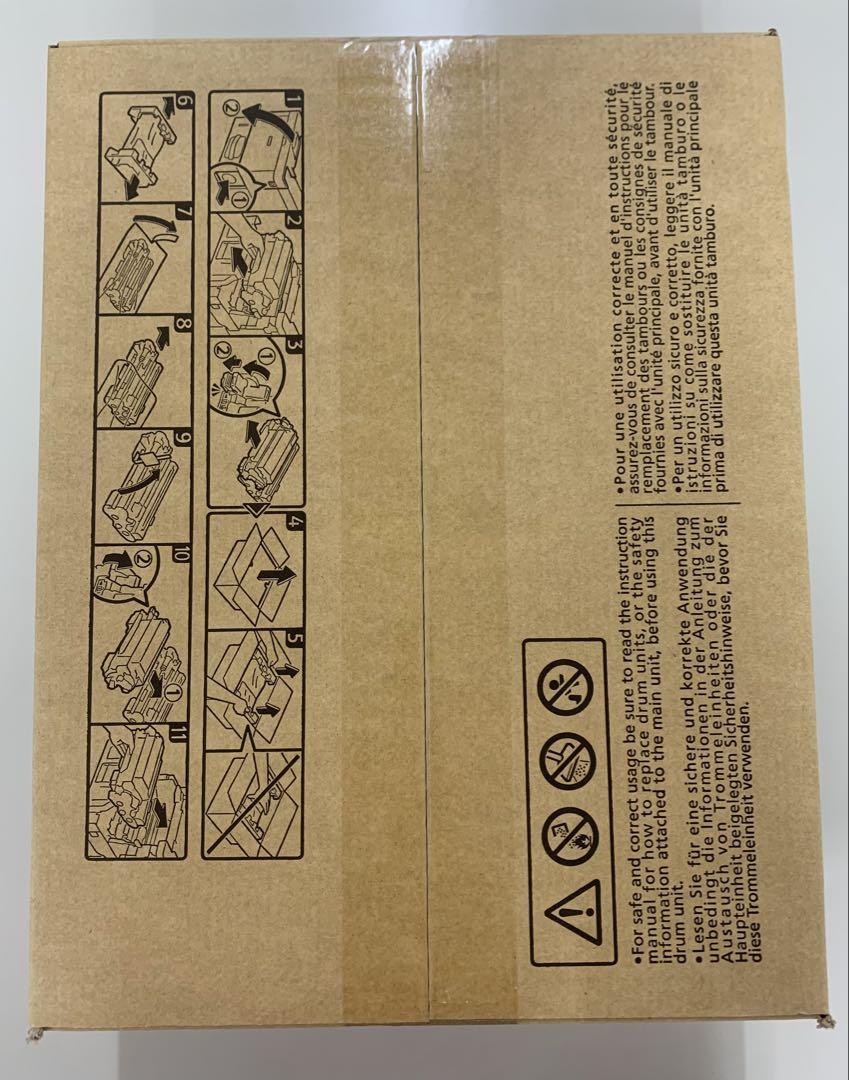 1
②
①
2
3
②
①
4
5
6
7
8
9
10
②
①
11
•For safe and correct usage be sure to read the instruction
manual for how to replace drum units, or the safety
information attached to the main unit, before using this
drum unit.
•Lesen Sie für eine sichere und korrekte Anwendung
unbedingt die Informationen in der Anleitung zum
Austausch von Trommeleinheiten oder die der
Haupteinheit beigelegten Sicherheitshinweise, bevor Sie
diese Trommeleinheit verwenden.
•Pour une utilisation correcte et en toute sécurité,
assurez-vous de consulter le manuel d'instructions pour le
remplacement des tambours ou les consignes de sécurité
fournies avec l'unité principale, avant d'utiliser le tambour.
•Per un utilizzo sicuro e corretto, leggere il manuale di
istruzioni su come sostituire le unità tamburo o le
informazioni sulla sicurezza fornite con l'unità principale
prima di utilizzare questa unità tamburo.